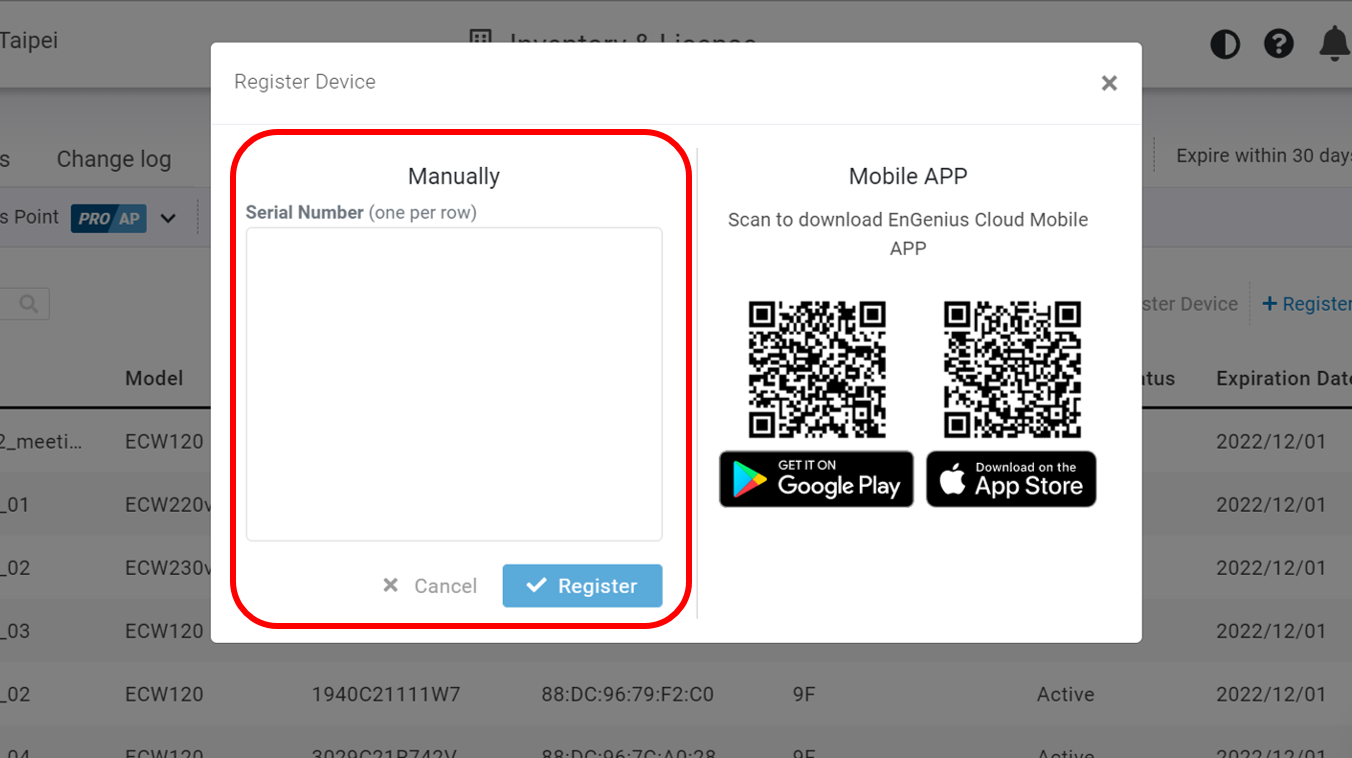 Taipei
Inventory & License
Register Device
Change log
Expire within 30 days
s Point PRO AP
Manually
Serial Number (one per row)
Cancel
Register
Mobile APP
Scan to download EnGenius Cloud Mobile
APP
GET IT ON
Google Play
Download on the
App Store
ster Device
Register
Model
atus
Expiration Date
2_meeti... ECW120 2022/12/01
_01 ECW220v 2022/12/01
_02 ECW230v 2022/12/01
_03 ECW120 2022/12/01
_02 ECW120 1940C21111W7 88:DC:96:79:F2:C0 9F Active 2022/12/01
_04 ECW120 88:DC:96:7C:A0:28 9F Active 2022/12/01